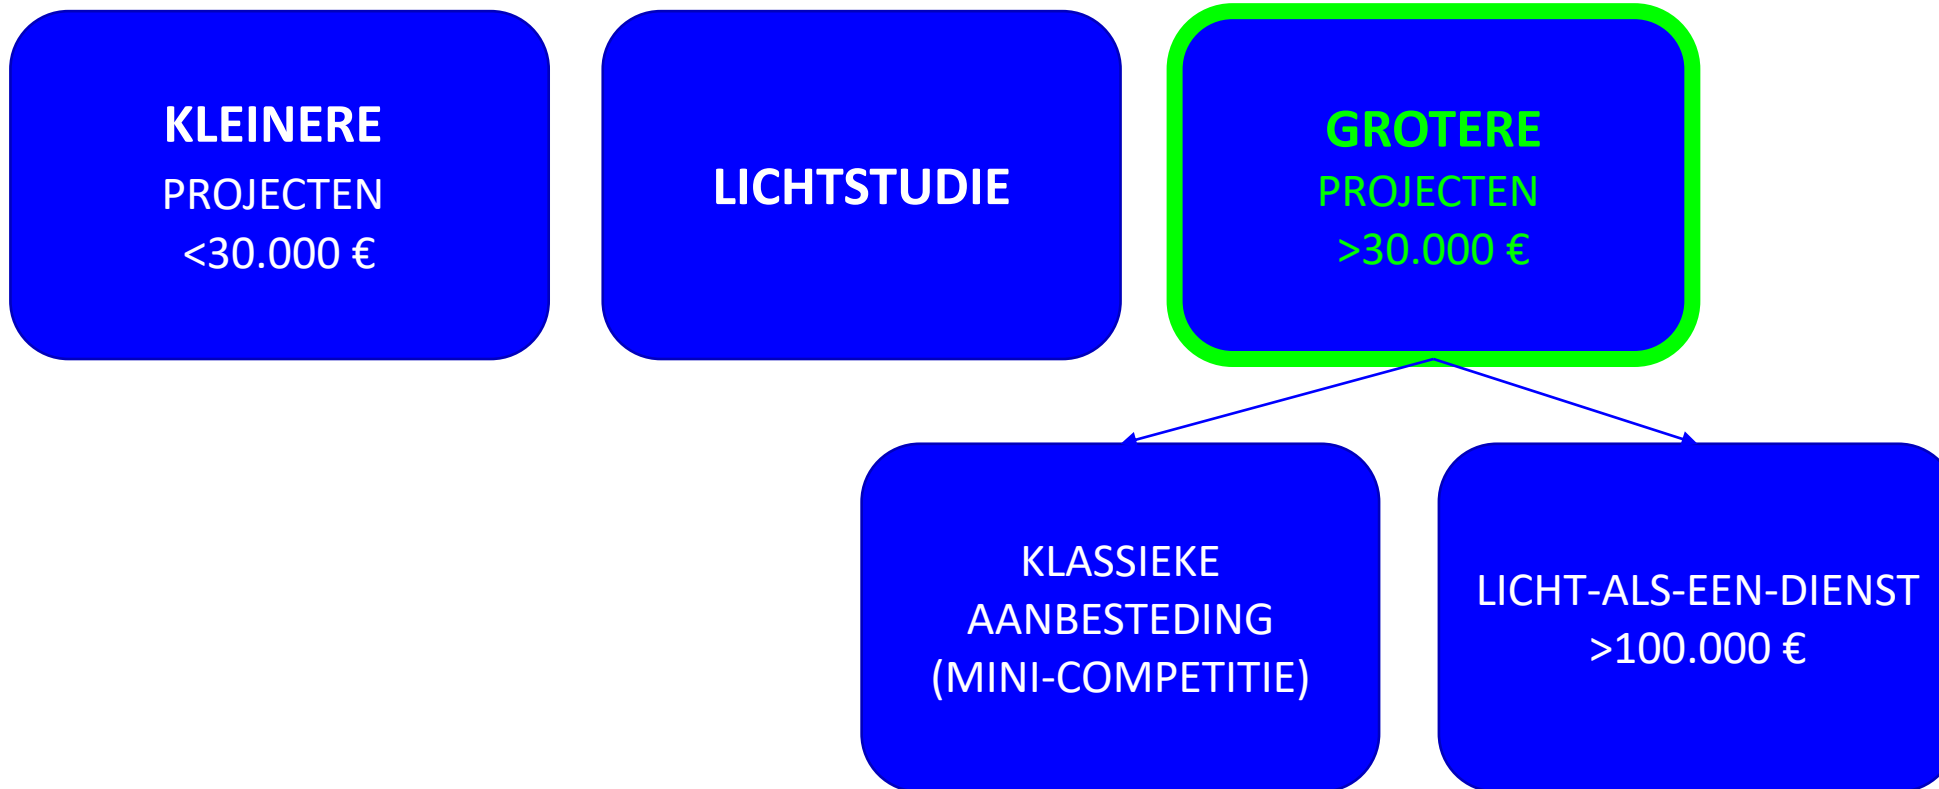 KLEINERE
PROJECTEN
<30.000 €
LICHTSTUDIE
GROTERE
PROJECTEN
>30.000 €
KLASSIEKE
AANBESTEDING
(MINI-COMPETITIE)
LICHT-ALS-EEN-DIENST
>100.000 €